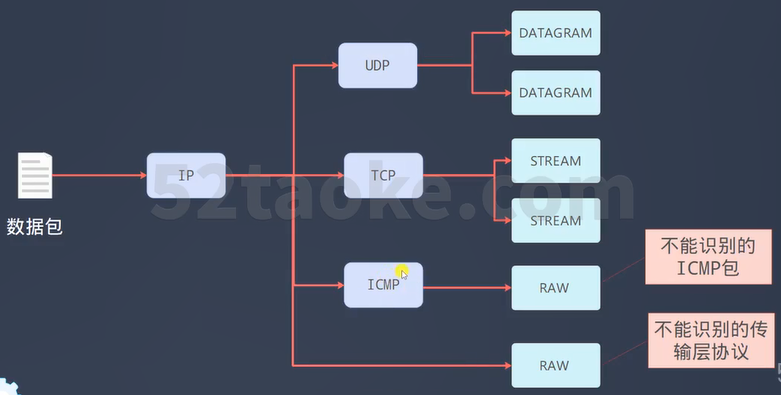 DATAGRAM
UDP
DATAGRAM
STREAM
数据包
IP
TCP
STREAM
52taoke.com
不能识别的
ICMP包
ICMP
RAW
不能识别的传
输层协议
RAW